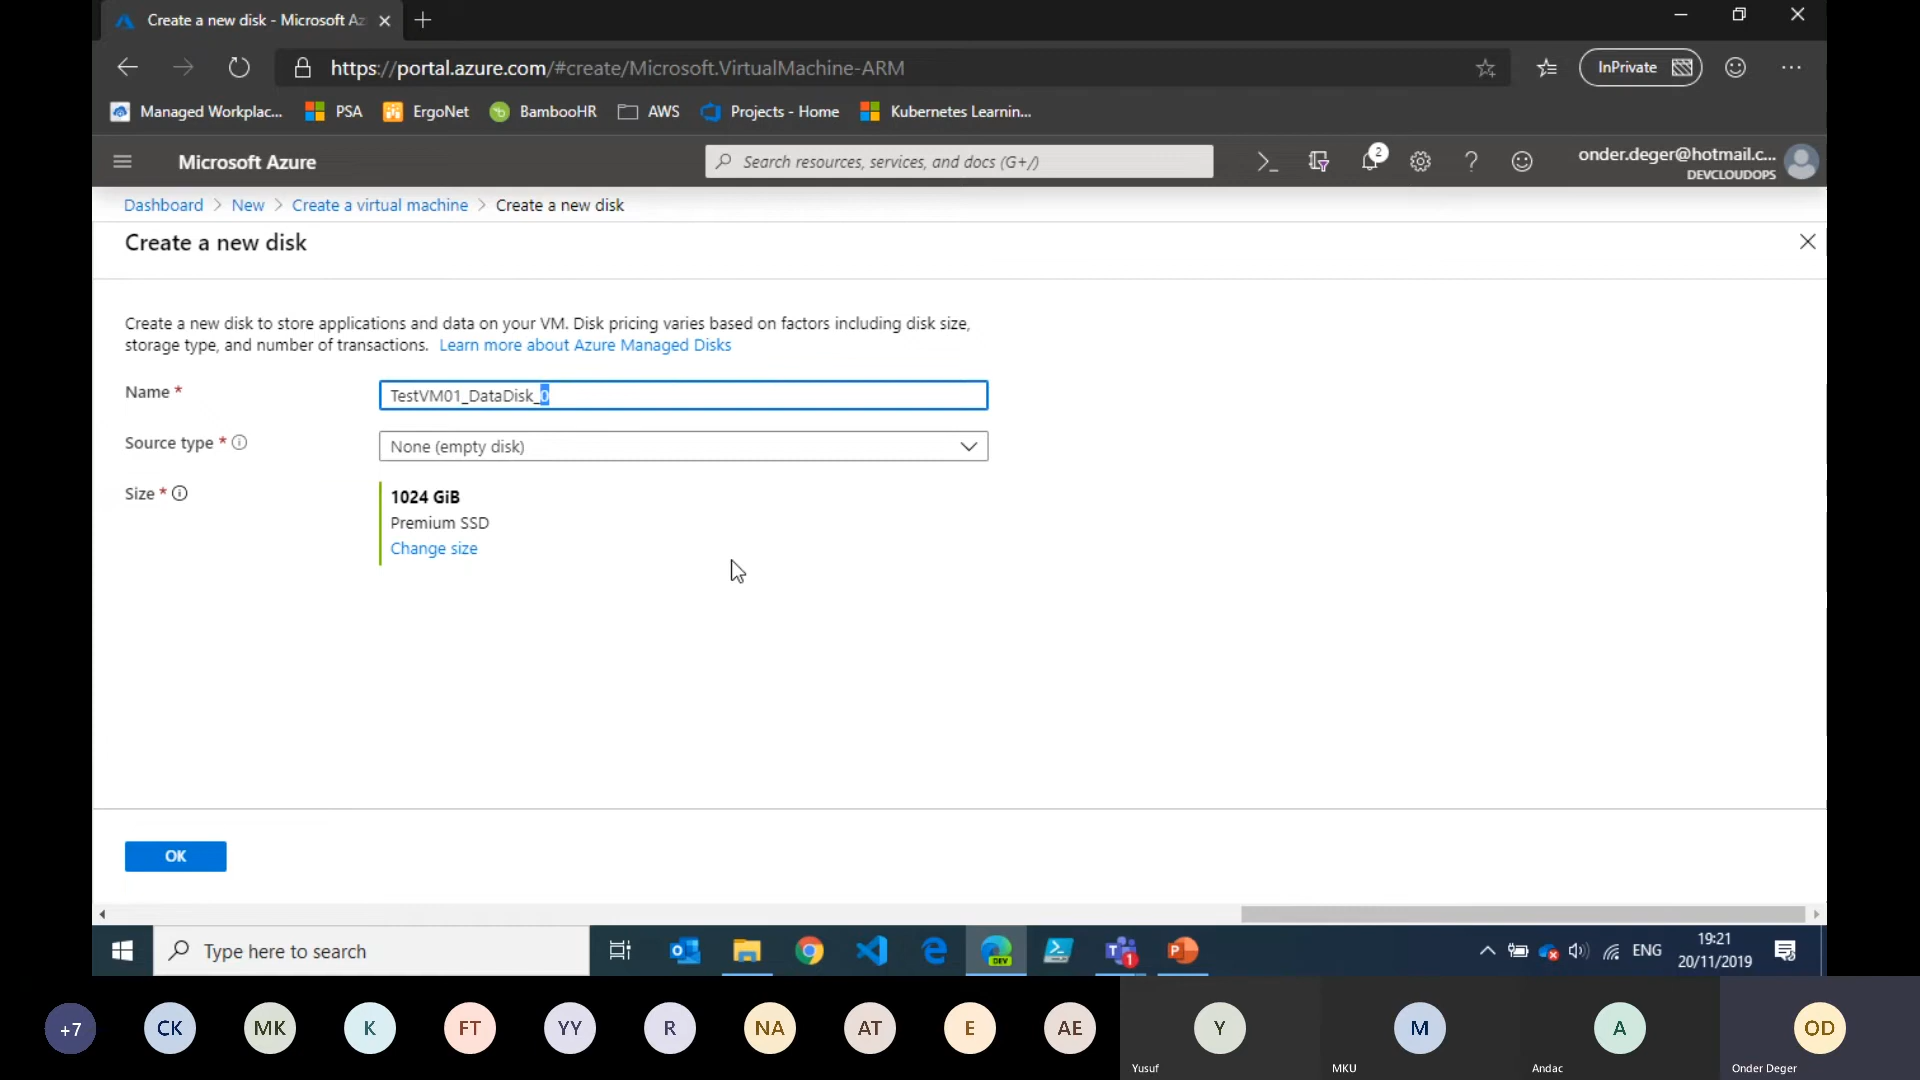 Create a new disk - Microsoft Az
https://portal.azure.com/#create/Microsoft.VirtualMachine-ARM
InPrivate
Managed Workplac...
PSA
ErgoNet
BambooHR
AWS
Projects - Home
Kubernetes Learnin...
Microsoft Azure
Search resources, services, and docs (G+/)
2
onder.deger@hotmail.c...
DEVCLOUDOPS
Dashboard > New > Create a virtual machine > Create a new disk
Create a new disk
Create a new disk to store applications and data on your VM. Disk pricing varies based on factors including disk size,
storage type, and number of transactions. Learn more about Azure Managed Disks
Name *
TestVM01_DataDisk_0
Source type *
None (empty disk)
Size *
1024 GiB
Premium SSD
Change size
OK
Type here to search
DEV
1
ENG
19:21
20/11/2019
+7
CK
MK
K
FT
YY
R
NA
AT
E
AE
Y
Yusuf
M
MKU
A
Andac
OD
Onder Deger